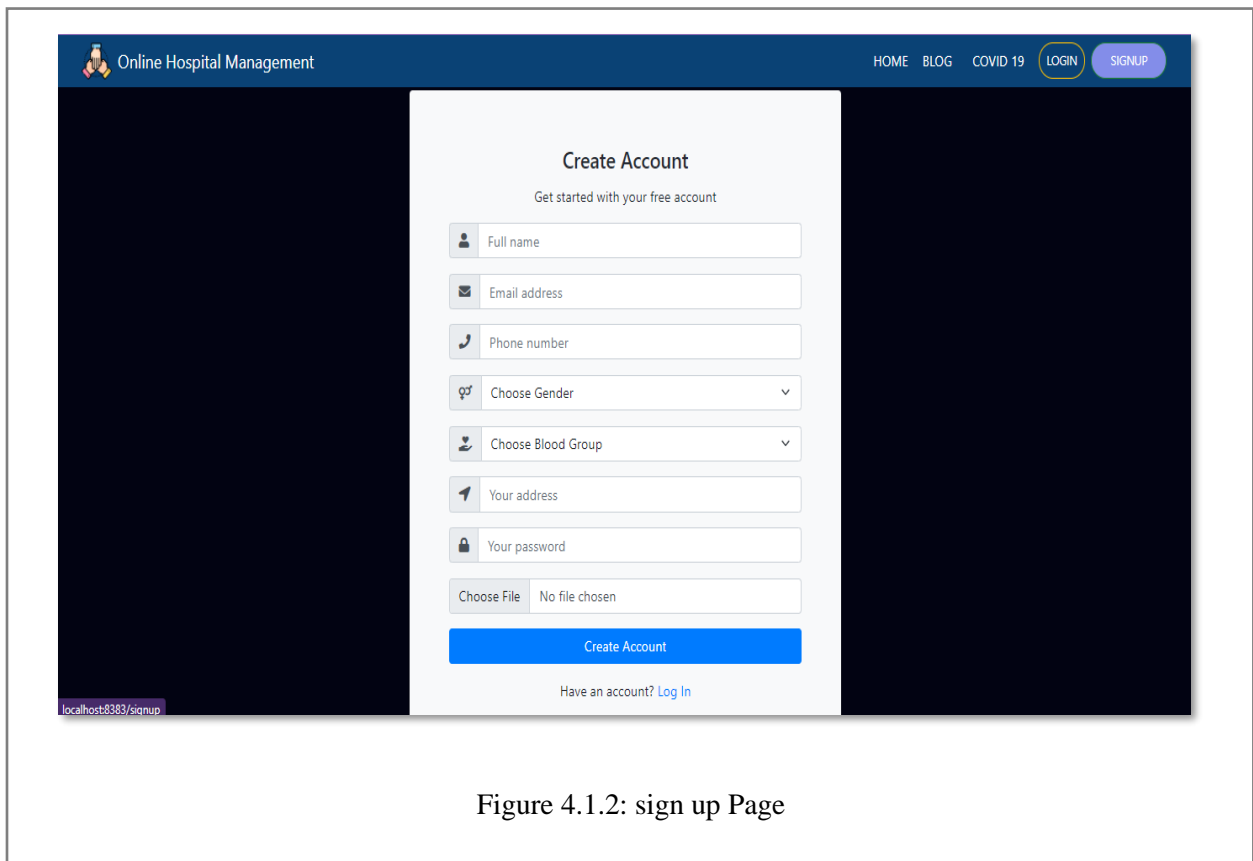 Online Hospital Management HOME BLOG COVID 19 LOGIN SIGNUP
Create Account
Get started with your free account
Full name
Email address
Phone number
Choose Gender
Choose Blood Group
Your address
Your password
Choose File No file chosen
Create Account
Have an account? Log In
localhost:8383/signup
Figure 4.1.2: sign up Page